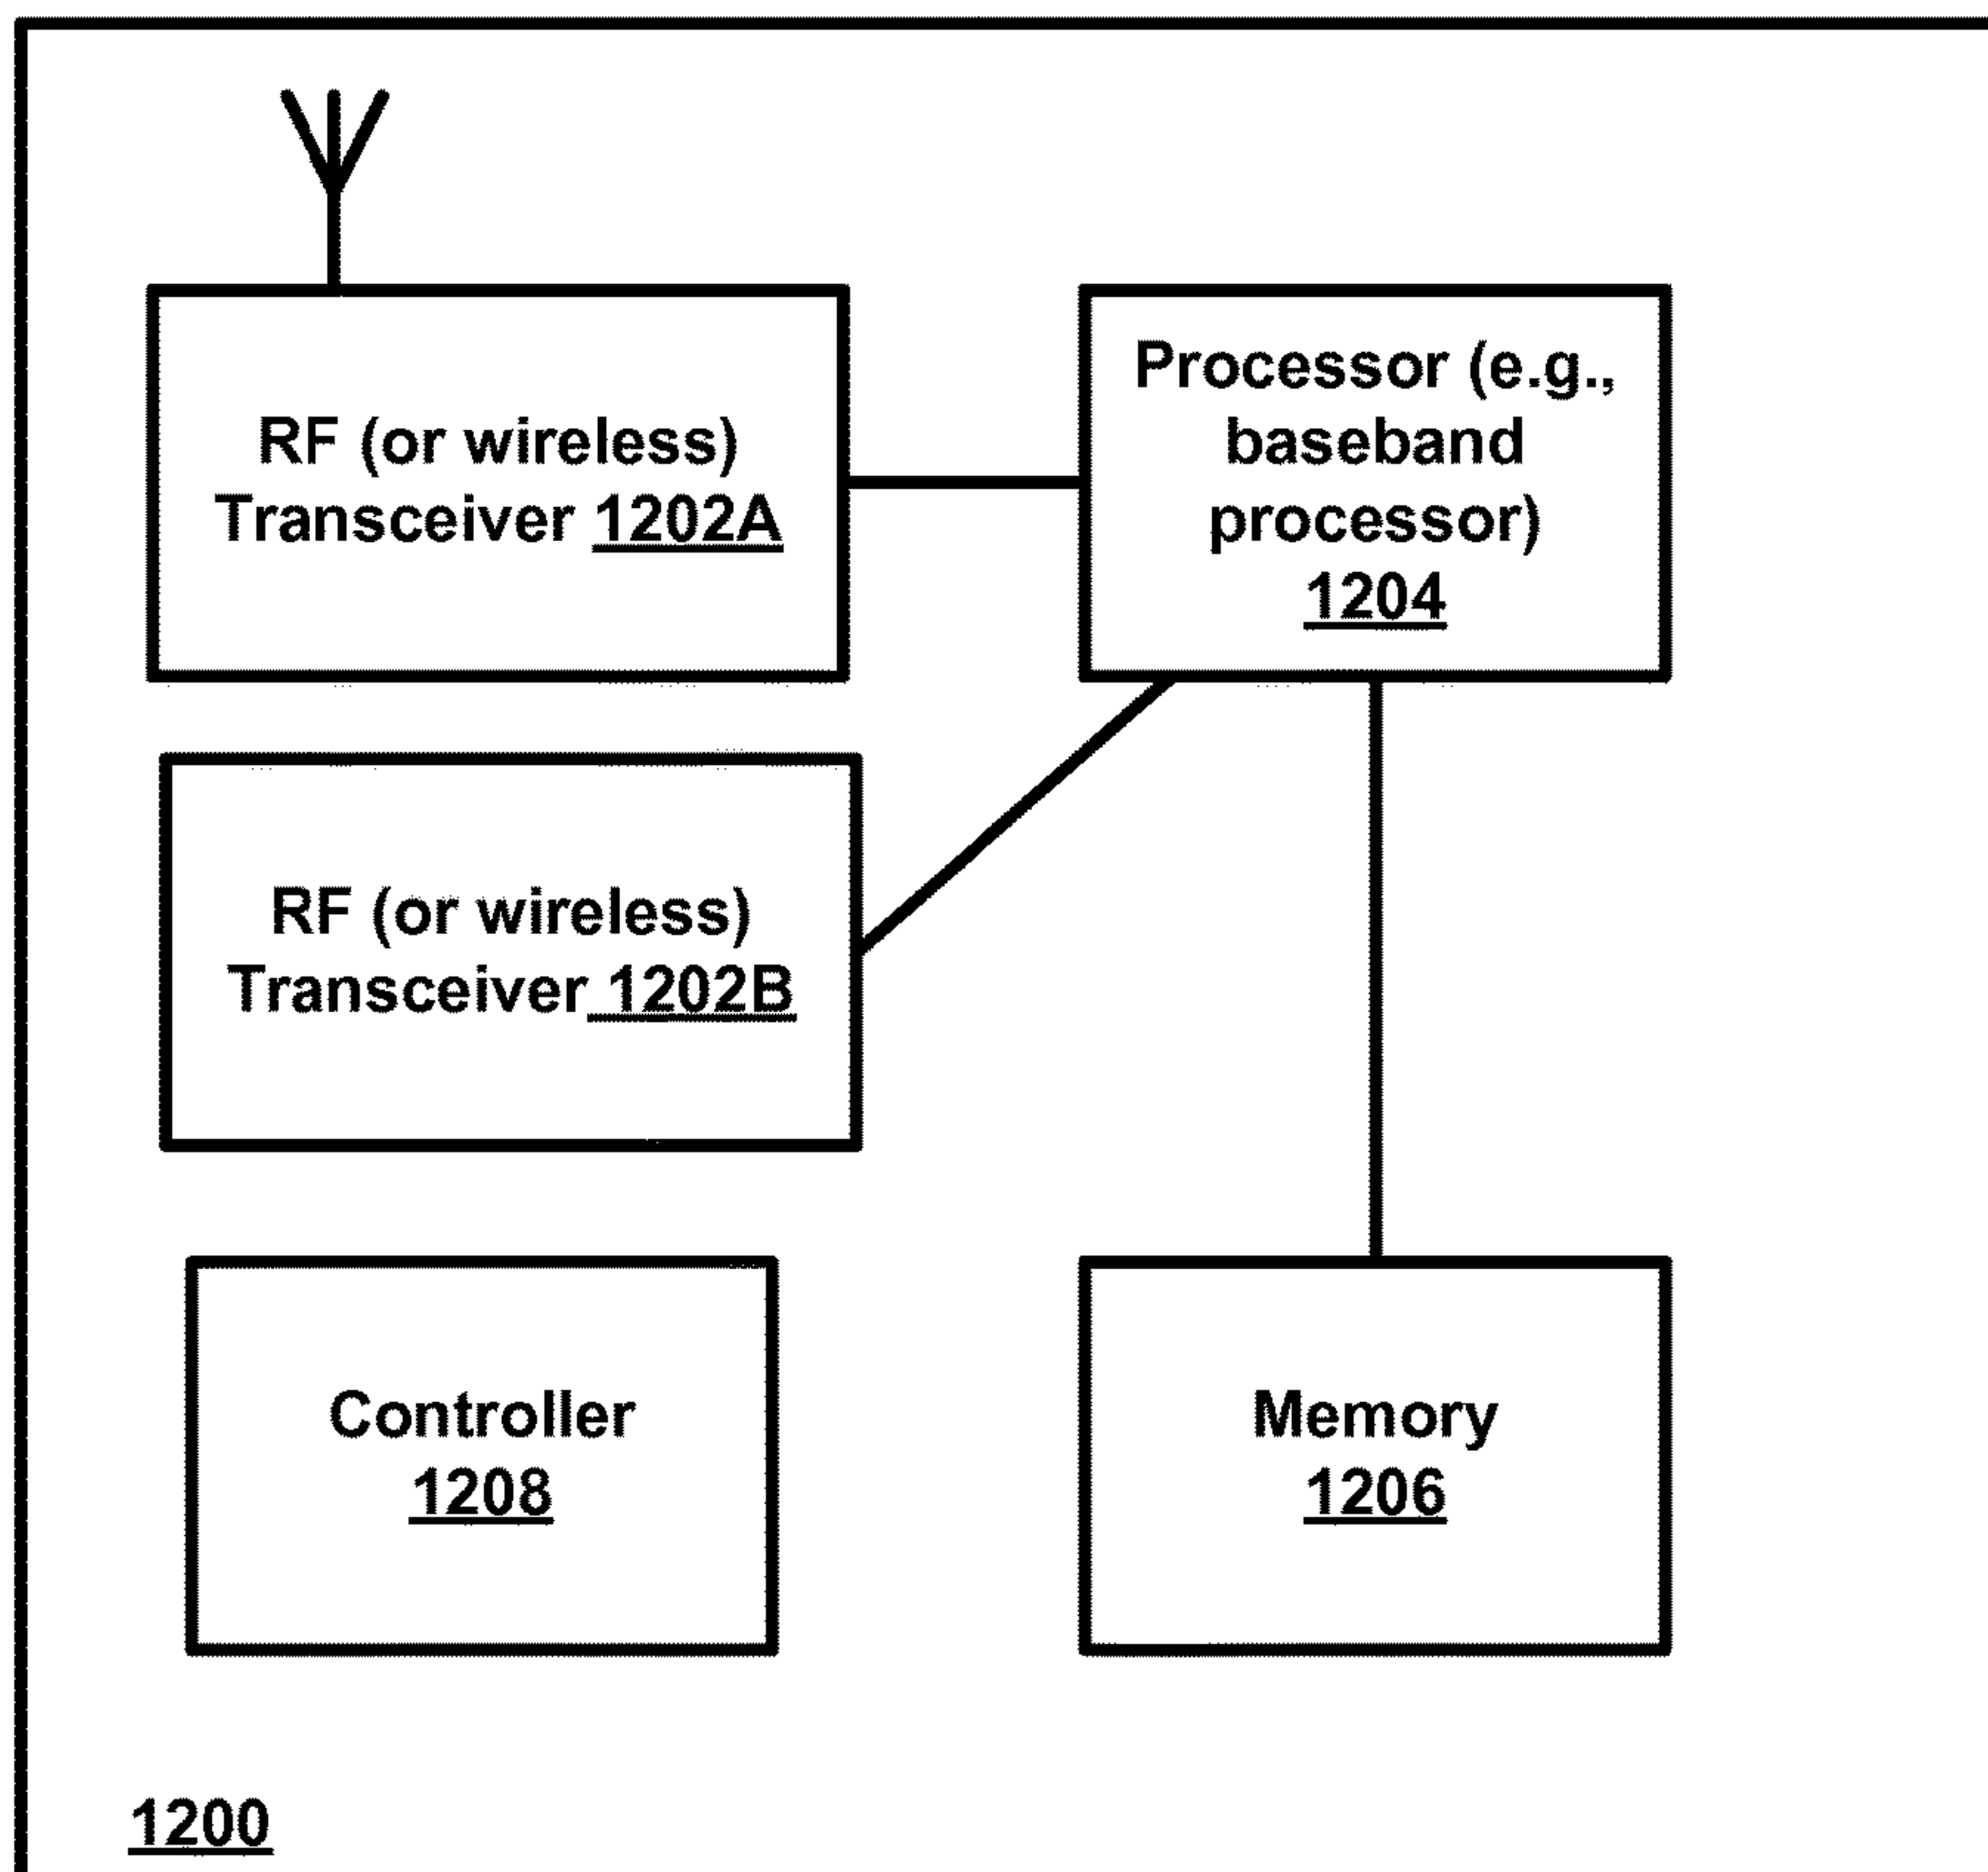 RF (or wireless)
Transceiver 1202A
Processor (e.g.,
baseband
processor)
1204
RF (or wireless)
Transceiver 1202B
Controller
1208
Memory
1206
1200